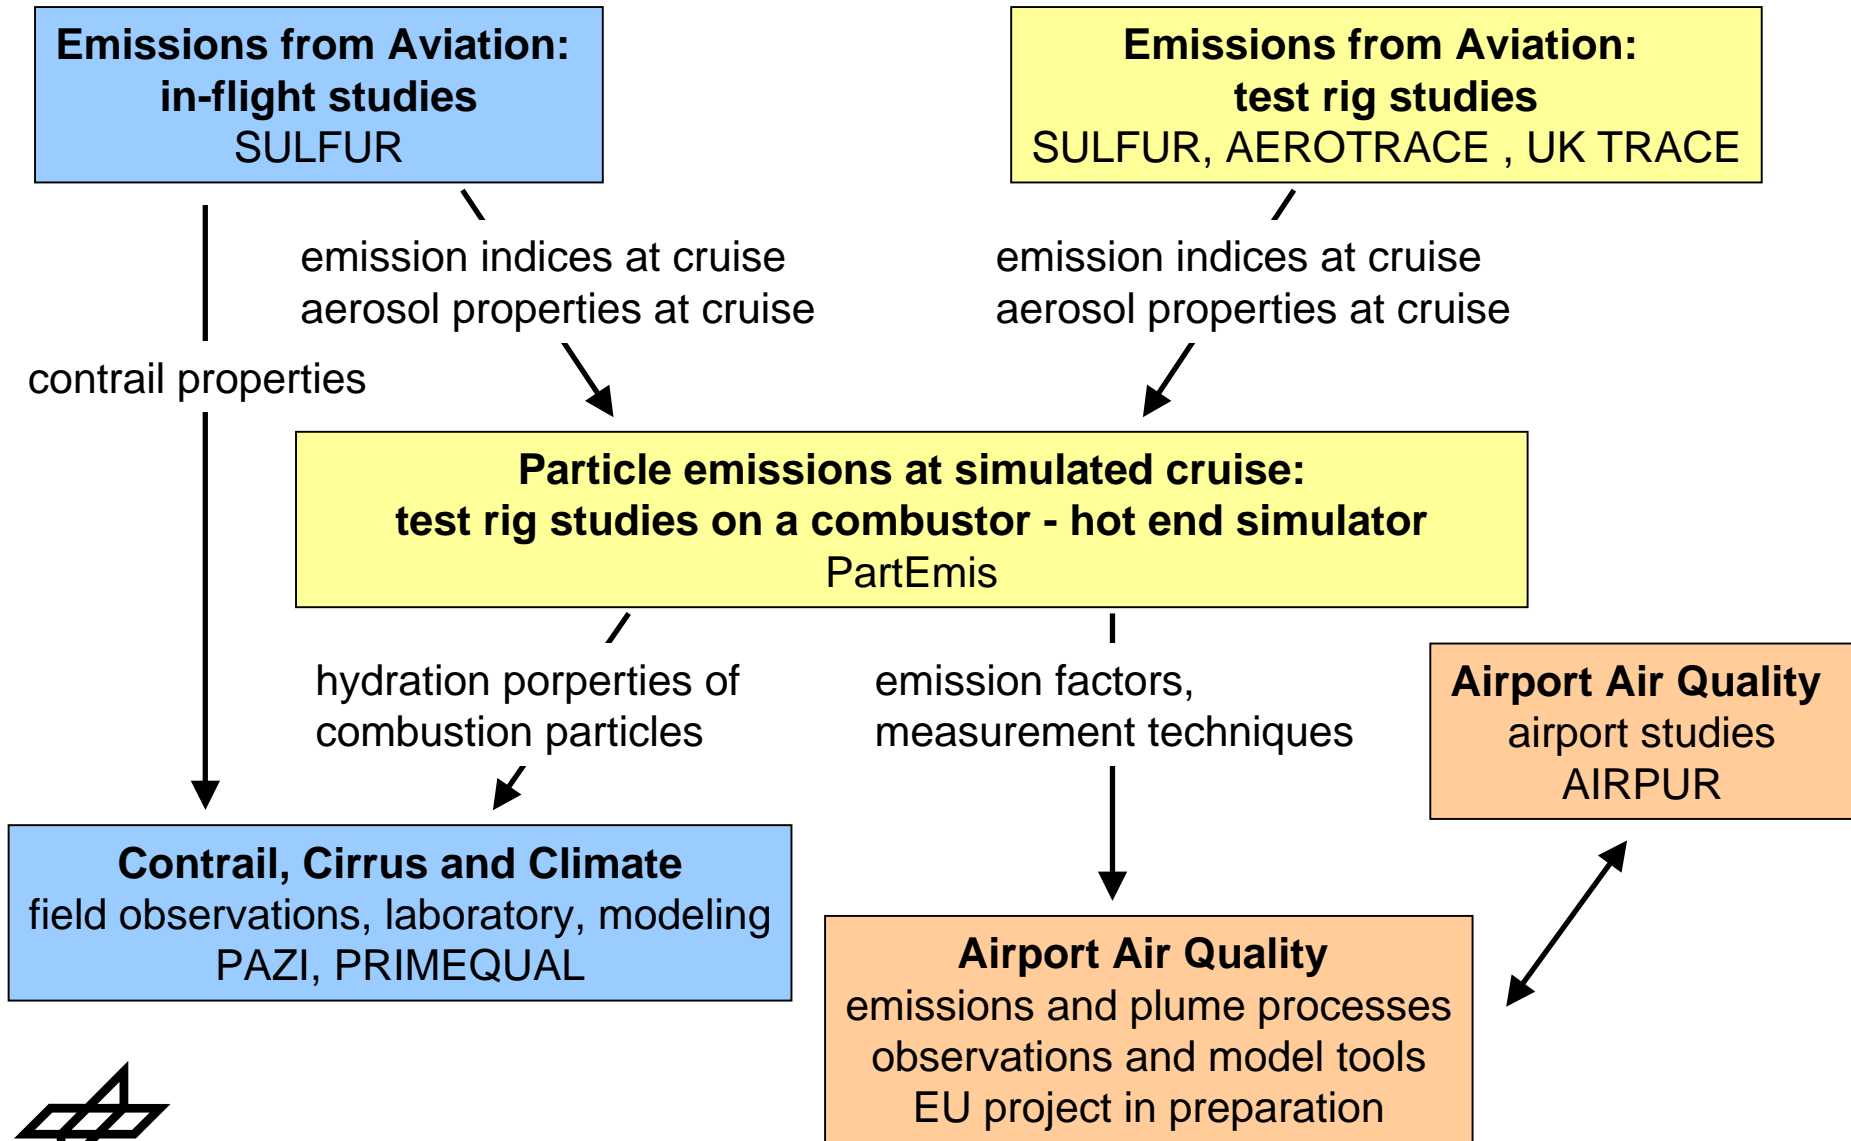 Emissions from Aviation:
in-flight studies
SULFUR
Emissions from Aviation:
test rig studies
SULFUR, AEROTRACE , UK TRACE
emission indices at cruise
aerosol properties at cruise
emission indices at cruise
aerosol properties at cruise
contrail properties
Particle emissions at simulated cruise:
test rig studies on a combustor - hot end simulator
PartEmis
hydration porperties of
combustion particles
emission factors,
measurement techniques
Airport Air Quality
airport studies
AIRPUR
Contrail, Cirrus and Climate
field observations, laboratory, modeling
PAZI, PRIMEQUAL
Airport Air Quality
emissions and plume processes
observations and model tools
EU project in preparation